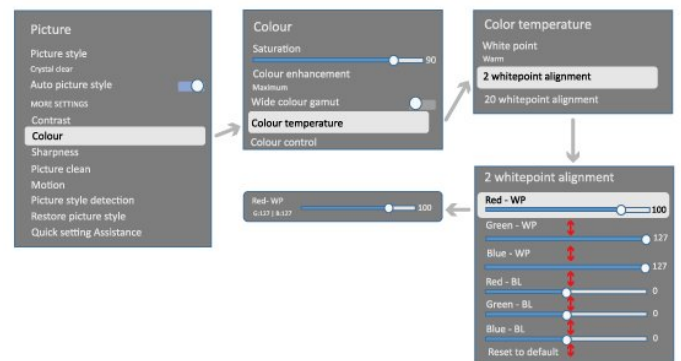 Picture
Picture style
Crystal clear
Auto picture style
MORE SETTINGS
Contrast
Colour
Sharpness
Picture clean
Motion
Picture style detection
Restore picture style
Quick setting Assistance
Colour
Saturation
90
Colour enhancement
Maximum
Wide colour gamut
Colour temperature
Colour control
Color temperature
White point
Warm
2 whitepoint alignment
20 whitepoint alignment
2 whitepoint alignment
Red - WP
100
Green - WP
127
Blue - WP
127
Red - BL
0
Green - BL
0
Blue - BL
0
Reset to default
Red- WP
G:127 | B:127
100